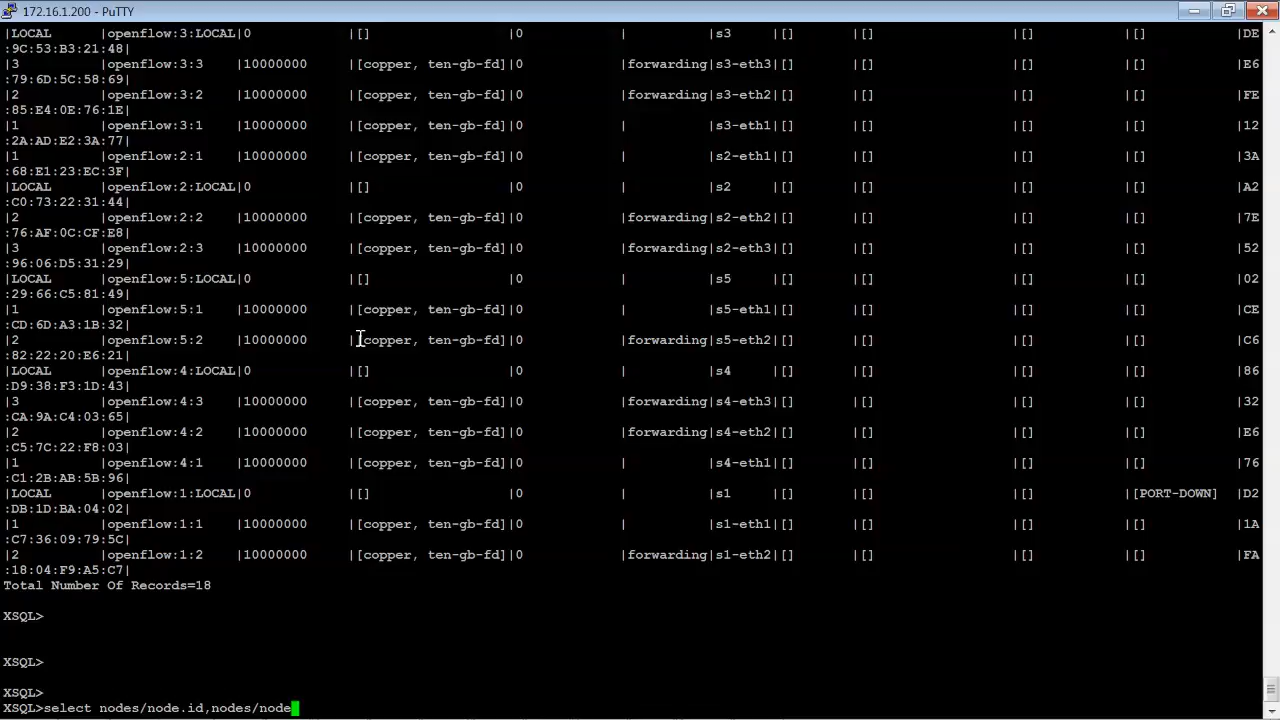 172.16.1.200 - PuTTY
|LOCAL |openflow:3:LOCAL|0 |[] |0 | |s3 |[] |[] |[] |[] |DE
:9C:53:B3:21:48|
|3 |openflow:3:3 |10000000 |[copper, ten-gb-fd]|0 |forwarding|s3-eth3|[] |[] |[] |[] |E6
:79:6D:5C:58:69|
|2 |openflow:3:2 |10000000 |[copper, ten-gb-fd]|0 |forwarding|s3-eth2|[] |[] |[] |[] |FE
:85:E4:0E:76:1E|
|1 |openflow:3:1 |10000000 |[copper, ten-gb-fd]|0 | |s3-eth1|[] |[] |[] |[] |12
:2A:AD:E2:3A:77|
|1 |openflow:2:1 |10000000 |[copper, ten-gb-fd]|0 | |s2-eth1|[] |[] |[] |[] |3A
:68:E1:23:EC:3F|
|LOCAL |openflow:2:LOCAL|0 |[] |0 | |s2 |[] |[] |[] |[] |A2
:C0:73:22:31:44|
|2 |openflow:2:2 |10000000 |[copper, ten-gb-fd]|0 |forwarding|s2-eth2|[] |[] |[] |[] |7E
:76:AF:0C:CF:E8|
|3 |openflow:2:3 |10000000 |[copper, ten-gb-fd]|0 |forwarding|s2-eth3|[] |[] |[] |[] |52
:96:06:D5:31:29|
|LOCAL |openflow:5:LOCAL|0 |[] |0 | |s5 |[] |[] |[] |[] |02
:29:66:C5:81:49|
|1 |openflow:5:1 |10000000 |[copper, ten-gb-fd]|0 | |s5-eth1|[] |[] |[] |[] |CE
:CD:6D:A3:1B:32|
|2 |openflow:5:2 |10000000 |[copper, ten-gb-fd]|0 |forwarding|s5-eth2|[] |[] |[] |[] |C6
:82:22:20:E6:21|
|LOCAL |openflow:4:LOCAL|0 |[] |0 | |s4 |[] |[] |[] |[] |86
:D9:38:F3:1D:43|
|3 |openflow:4:3 |10000000 |[copper, ten-gb-fd]|0 |forwarding|s4-eth3|[] |[] |[] |[] |32
:CA:9A:C4:03:65|
|2 |openflow:4:2 |10000000 |[copper, ten-gb-fd]|0 |forwarding|s4-eth2|[] |[] |[] |[] |E6
:C5:7C:22:F8:03|
|1 |openflow:4:1 |10000000 |[copper, ten-gb-fd]|0 | |s4-eth1|[] |[] |[] |[] |76
:C1:2B:AB:5B:96|
|LOCAL |openflow:1:LOCAL|0 |[] |0 | |s1 |[] |[] |[] |[PORT-DOWN] |D2
:DB:1D:BA:04:02|
|1 |openflow:1:1 |10000000 |[copper, ten-gb-fd]|0 | |s1-eth1|[] |[] |[] |[] |1A
:C7:36:09:79:5C|
|2 |openflow:1:2 |10000000 |[copper, ten-gb-fd]|0 |forwarding|s1-eth2|[] |[] |[] |[] |FA
:18:04:F9:A5:C7|
Total Number Of Records=18
XSQL>
XSQL>
XSQL>
XSQL>select nodes/node.id,nodes/node